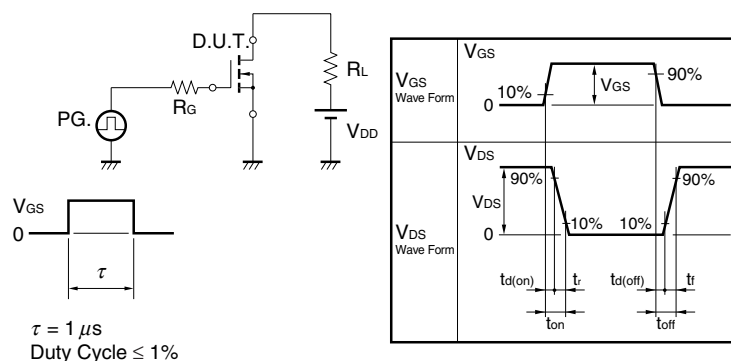 D.U.T.
RL
RG
PG.
VDD
VGS
0
τ
τ = 1 μs
Duty Cycle ≤ 1%
VGS
Wave Form
VGS
10%
0
VGS
90%
VDS
Wave Form
VDS
90%
VDS
0
10%
10%
90%
td(on)
tr
td(off)
tf
ton
toff